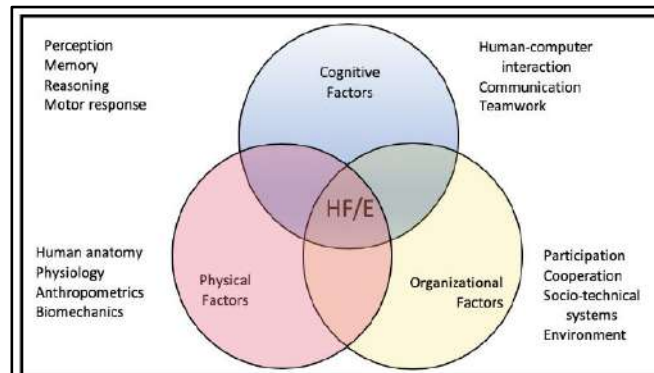 Perception
Memory
Reasoning
Motor response
Cognitive
Factors
Human-computer
interaction
Communication
Teamwork
HF/E
Human anatomy
Physiology
Anthropometrics
Biomechanics
Physical
Factors
Organizational
Factors
Participation
Cooperation
Socio-technical
systems
Environment